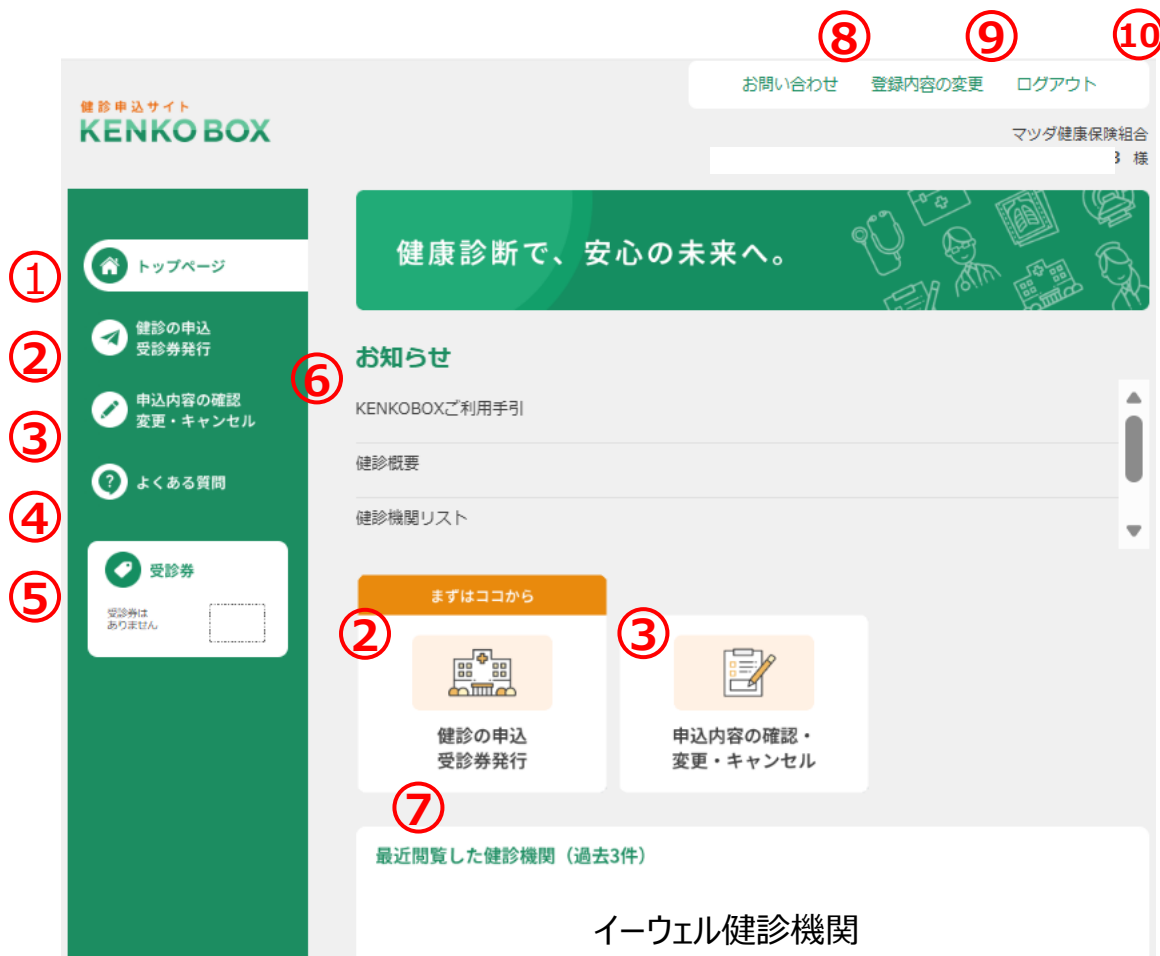 ⑧ ⑨ ⑩
お問い合わせ 登録内容の変更 ログアウト
健診申込サイト
KENKO BOX
マツダ健康保険組合
様
健康診断で、安心の未来へ。
①
トップページ
②
健診の申込
受診券発行
③
申込内容の確認
変更・キャンセル
④
よくある質問
⑤
受診券
受診券は
ありません
⑥
お知らせ
KENKOBOXご利用手引
健診概要
健診機関リスト
まずはココから
②
健診の申込
受診券発行
③
申込内容の確認・
変更・キャンセル
⑦
最近閲覧した健診機関（過去3件）
イーウェル健診機関